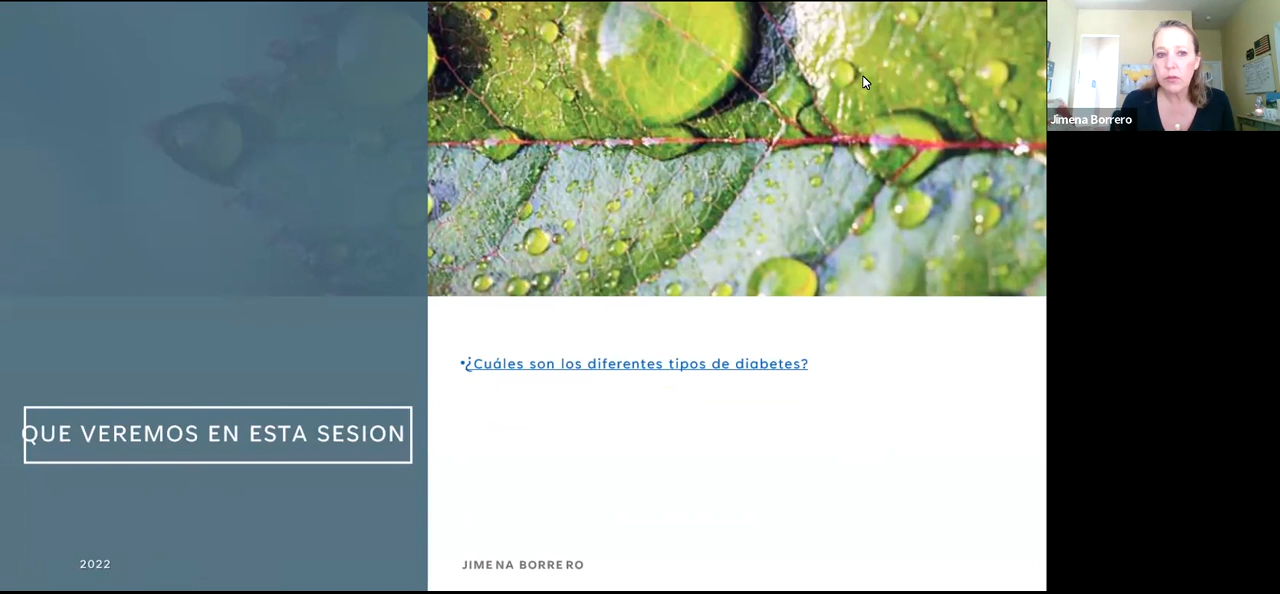 Jimena Borrero
•¿Cuáles son los diferentes tipos de diabetes?
QUE VEREMOS EN ESTA SESION
2022
JIMENA BORRERO